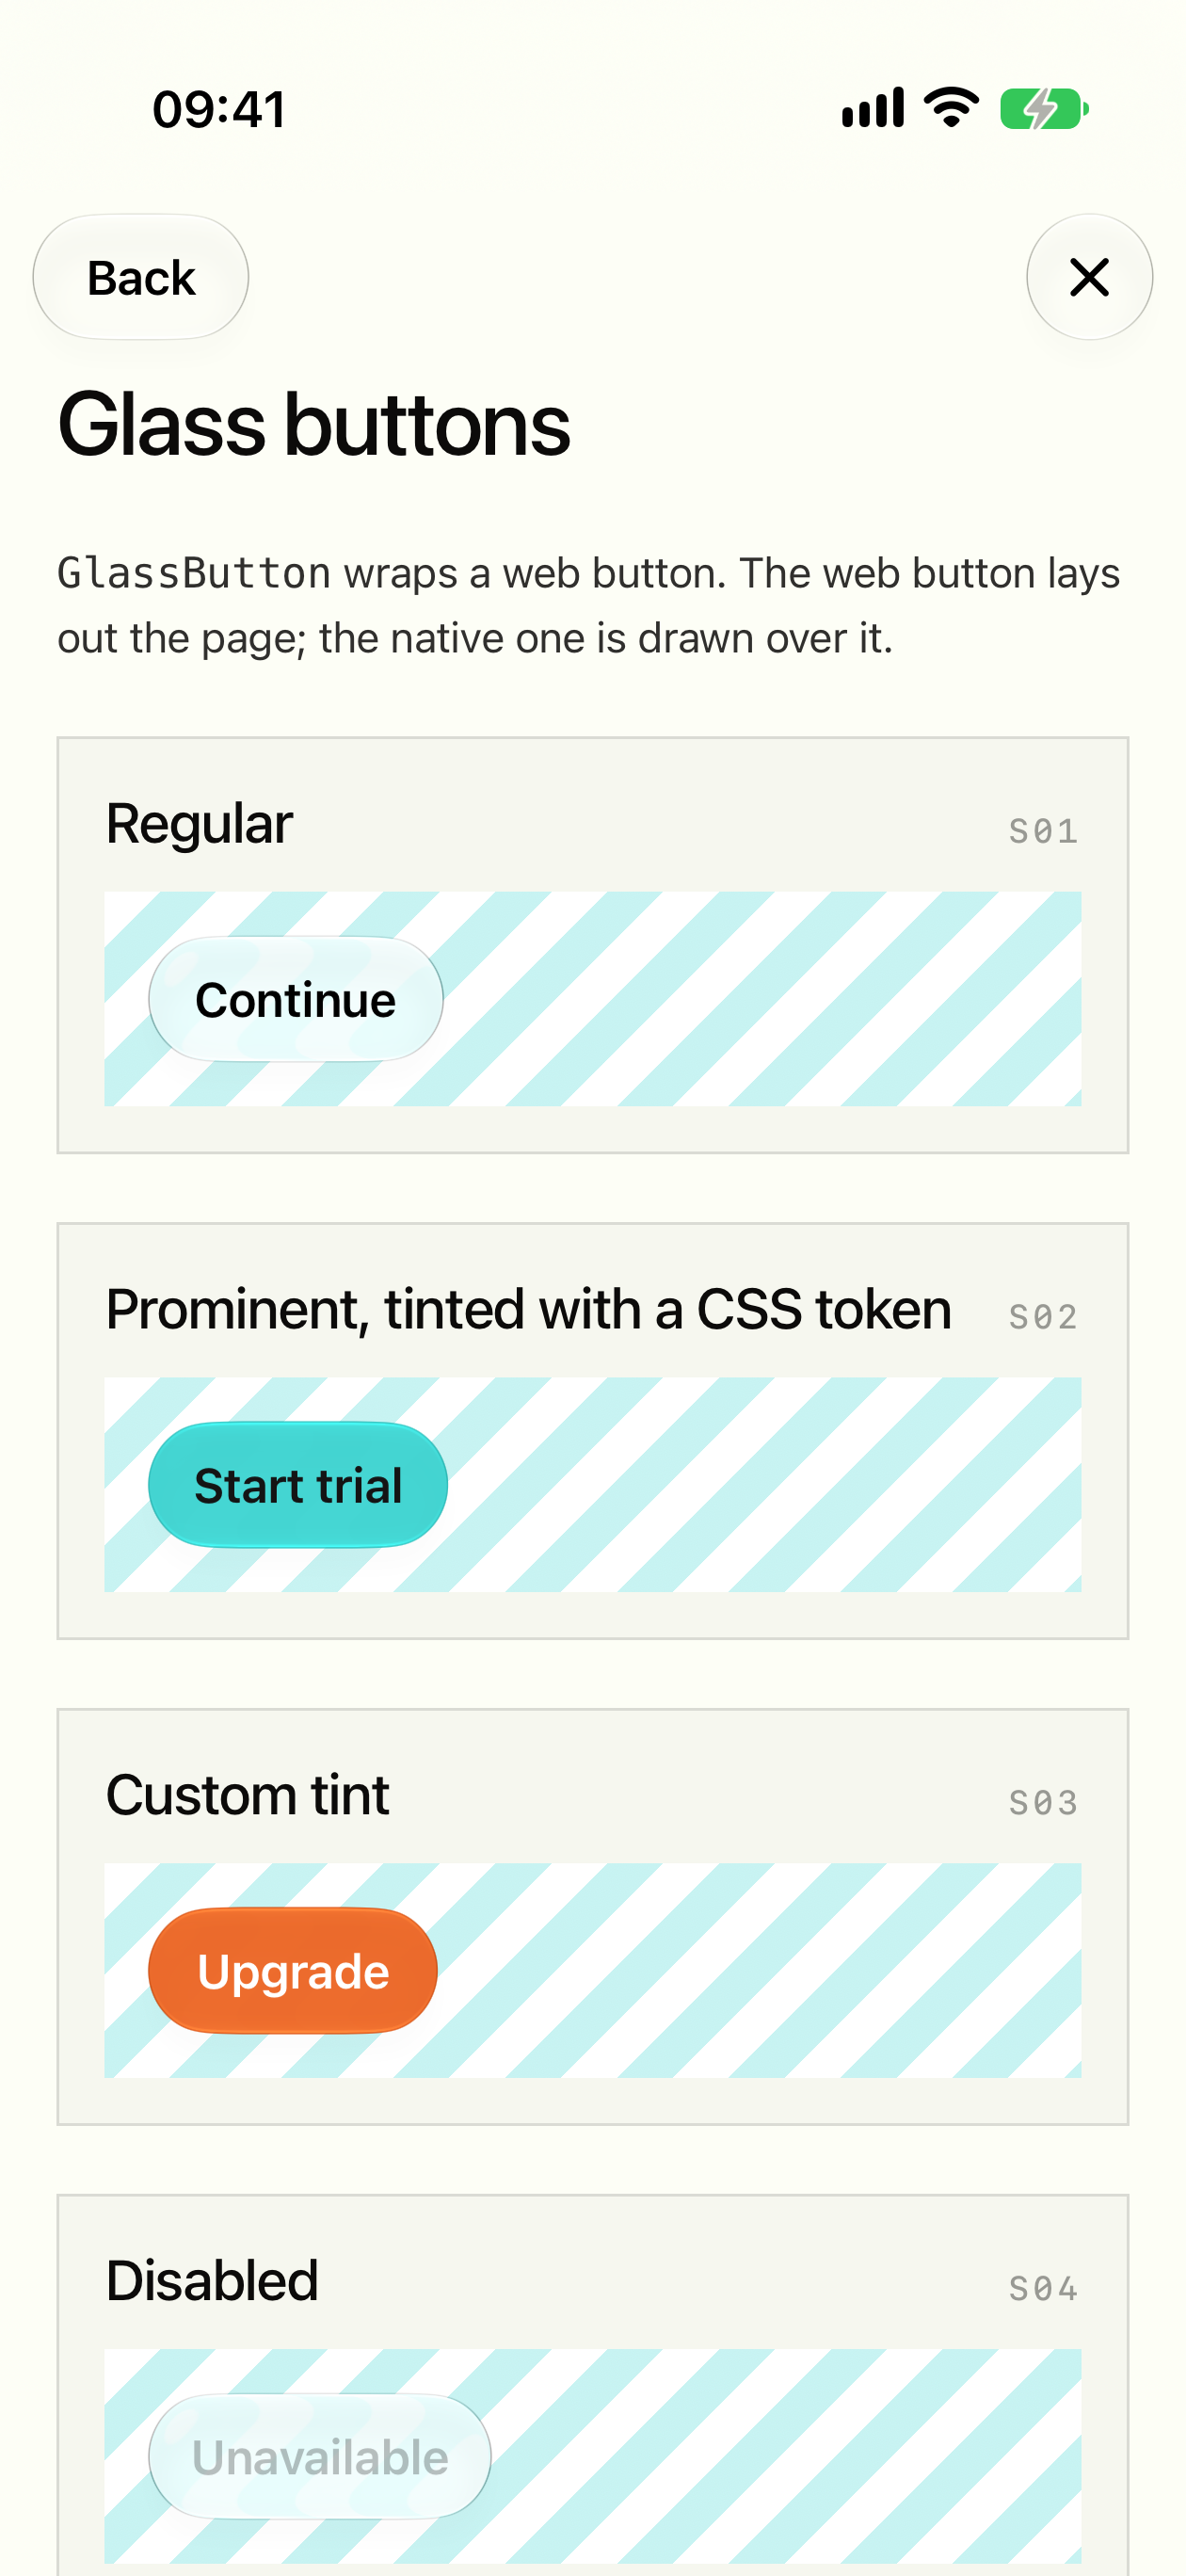 09:41
Back
Glass buttons
GlassButton wraps a web button. The web button lays
out the page; the native one is drawn over it.
Regular S01
Continue
Prominent, tinted with a CSS token S02
Start trial
Custom tint S03
Upgrade
Disabled S04
Unavailable